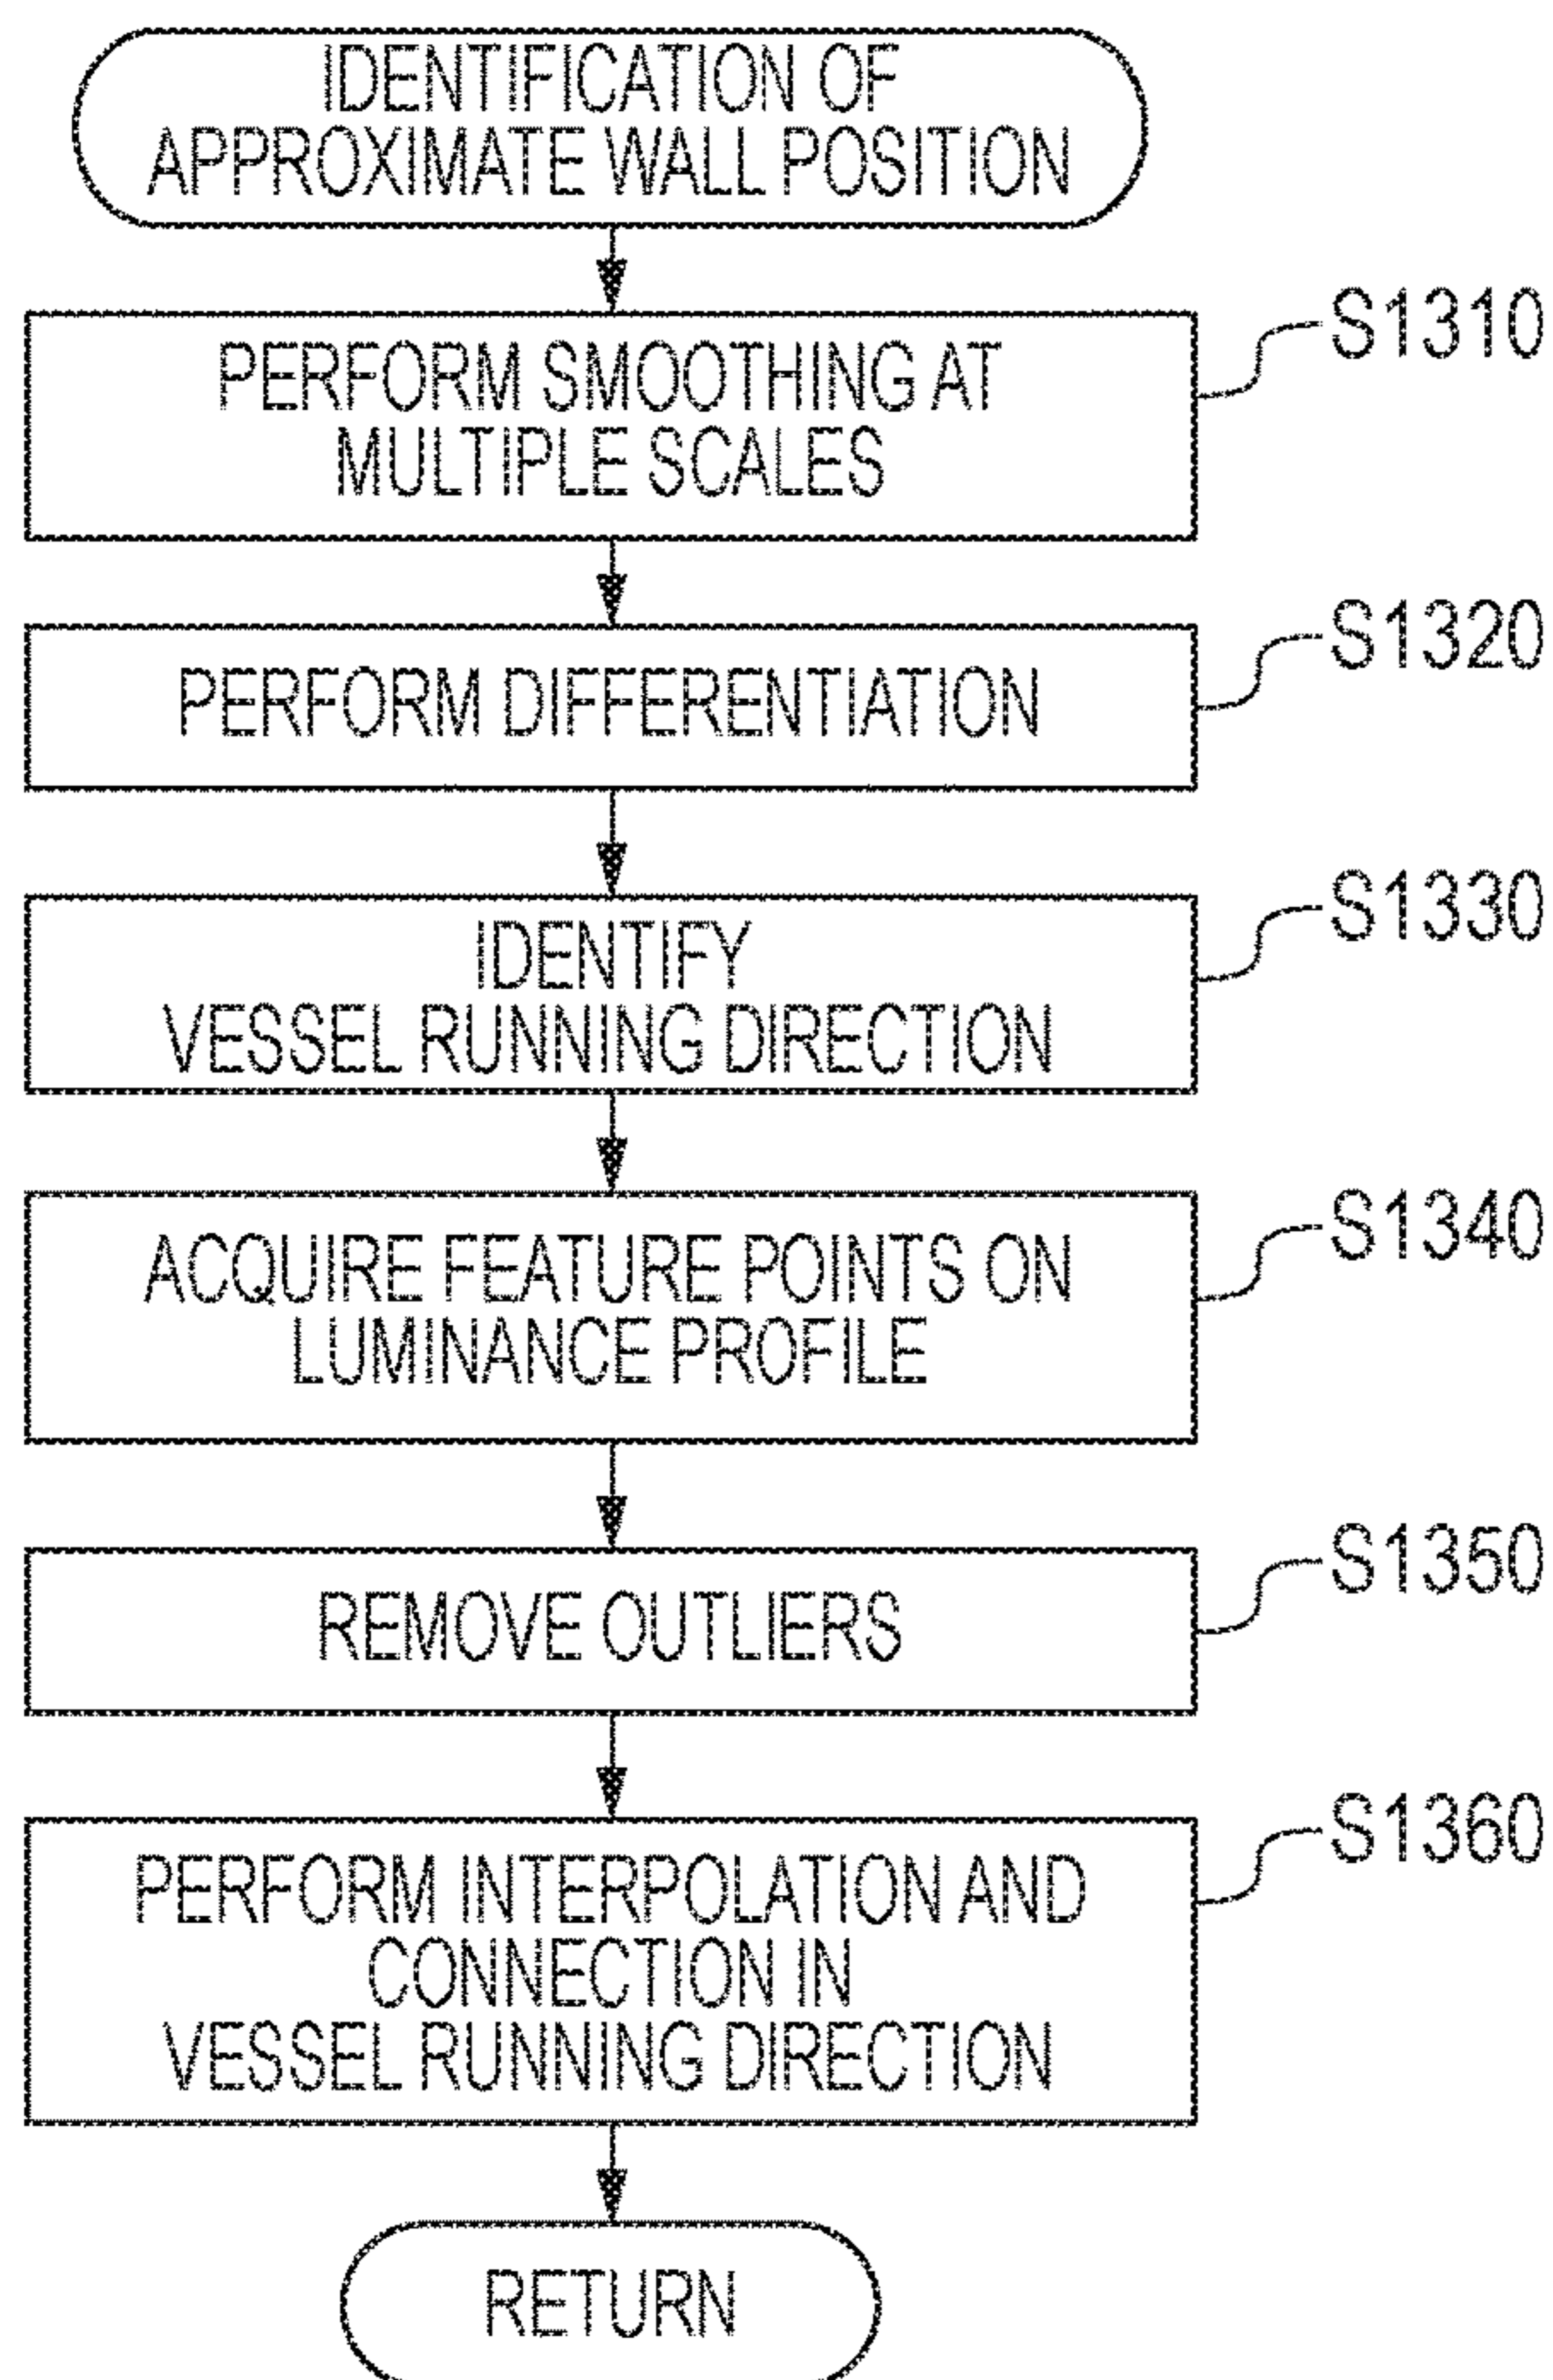 IDENTIFICATION OF
APPROXIMATE WALL POSITION
PERFORM SMOOTHING AT
MULTIPLE SCALES
S1310
PERFORM DIFFERENTIATION
S1320
IDENTIFY
VESSEL RUNNING DIRECTION
S1330
ACQUIRE FEATURE POINTS ON
LUMINANCE PROFILE
S1340
REMOVE OUTLIERS
S1350
PERFORM INTERPOLATION AND
CONNECTION IN
VESSEL RUNNING DIRECTION
S1360
RETURN